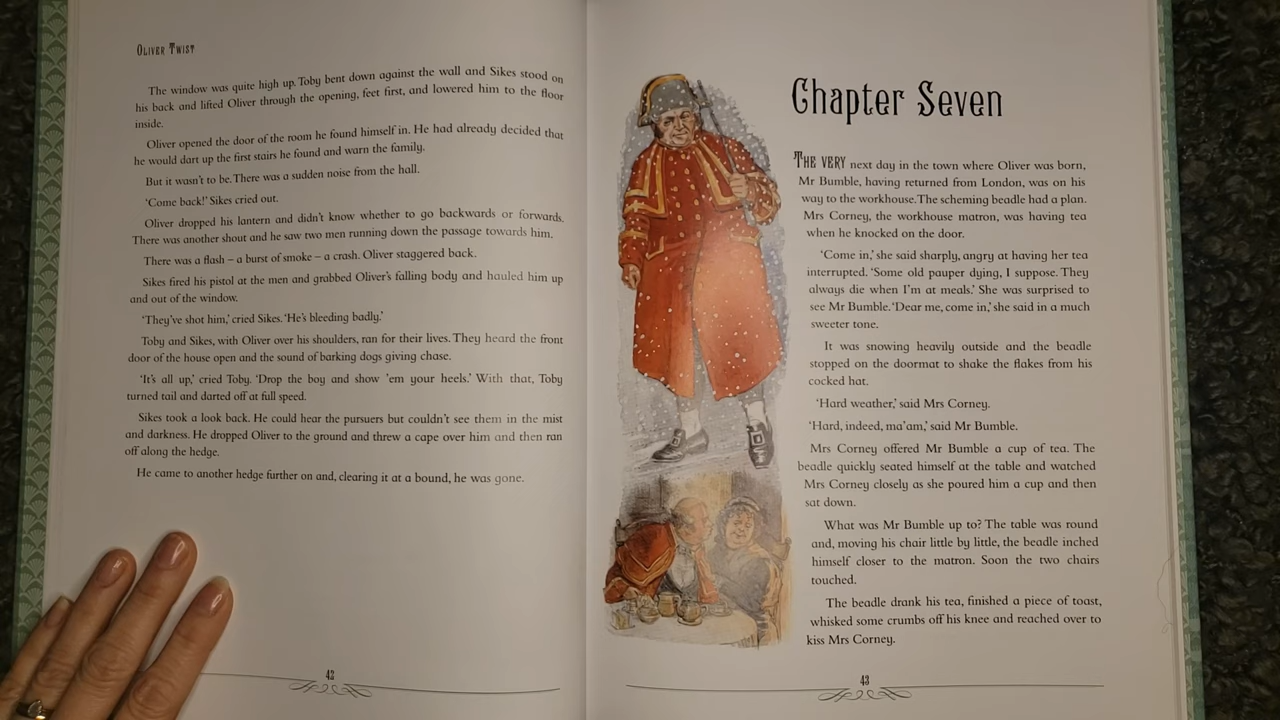 Oliver Twist
The window was quite high up. Toby bent down against the wall and Sikes stood on
his back and lifted Oliver through the opening, feet first, and lowered him to the floor
inside.
Oliver opened the door of the room he found himself in. He had already decided that
he would dart up the first stairs he found and warn the family.
But it wasn't to be. There was a sudden noise from the hall.
'Come back!' Sikes cried out.
Oliver dropped his lantern and didn't know whether to go backwards or forwards.
There was another shout and he saw two men running down the passage towards him.
There was a flash – a burst of smoke – a crash. Oliver staggered back.
Sikes fired his pistol at the men and grabbed Oliver's falling body and hauled him up
and out of the window.
'They've shot him,' cried Sikes. 'He's bleeding badly.'
Toby and Sikes, with Oliver over his shoulders, ran for their lives. They heard the front
door of the house open and the sound of barking dogs giving chase.
'It's all up,' cried Toby. 'Drop the boy and show 'em your heels.' With that, Toby
turned tail and darted off at full speed.
Sikes took a look back. He could hear the pursuers but couldn't see them in the mist
and darkness. He dropped Oliver to the ground and threw a cape over him and then ran
off along the hedge.
He came to another hedge further on and, clearing it at a bound, he was gone.
42
Chapter Seven
The very next day in the town where Oliver was born,
Mr Bumble, having returned from London, was on his
way to the workhouse. The scheming beadle had a plan.
Mrs Corney, the workhouse matron, was having tea
when he knocked on the door.
'Come in,' she said sharply, angry at having her tea
interrupted. 'Some old pauper dying, I suppose. They
always die when I'm at meals.' She was surprised to
see Mr Bumble. 'Dear me, come in,' she said in a much
sweeter tone.
It was snowing heavily outside and the beadle
stopped on the doormat to shake the flakes from his
cocked hat.
'Hard weather,' said Mrs Corney.
'Hard, indeed, ma'am,' said Mr Bumble.
Mrs Corney offered Mr Bumble a cup of tea. The
beadle quickly seated himself at the table and watched
Mrs Corney closely as she poured him a cup and then
sat down.
What was Mr Bumble up to? The table was round
and, moving his chair little by little, the beadle inched
himself closer to the matron. Soon the two chairs
touched.
The beadle drank his tea, finished a piece of toast,
whisked some crumbs off his knee and reached over to
kiss Mrs Corney.
43